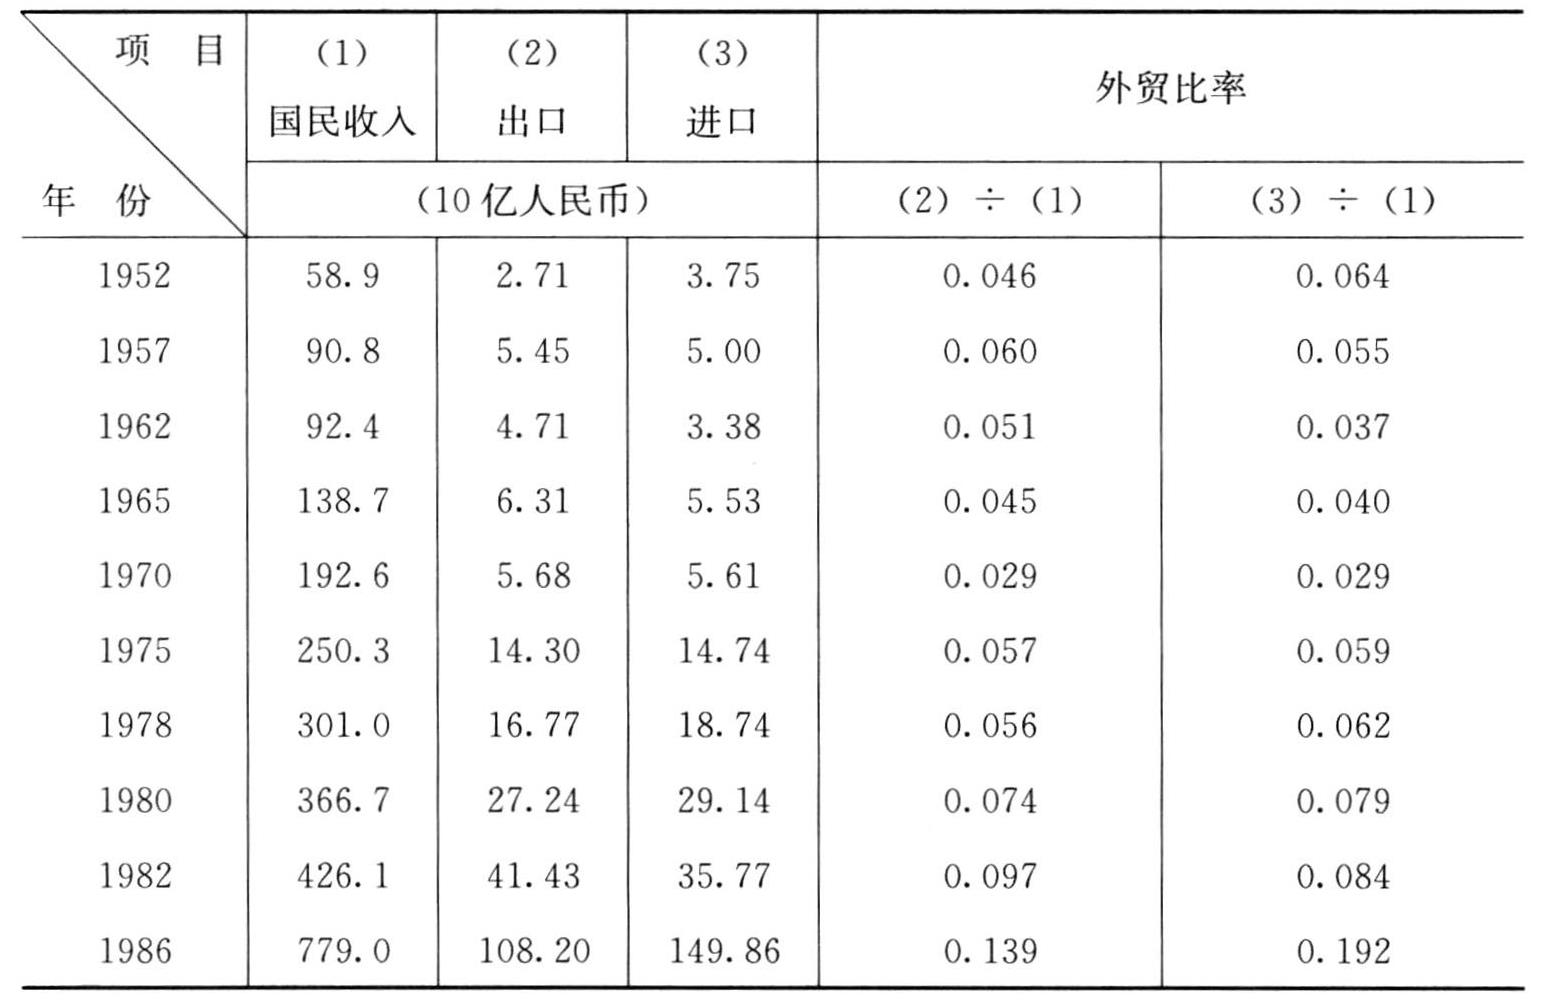 项 目 (1) (2) (3) 外贸比率
国民收入 出口 进口
年 份 (10亿人民币) (2) ÷ (1) (3) ÷ (1)
1952 58.9 2.71 3.75 0.046 0.064
1957 90.8 5.45 5.00 0.060 0.055
1962 92.4 4.71 3.38 0.051 0.037
1965 138.7 6.31 5.53 0.045 0.040
1970 192.6 5.68 5.61 0.029 0.029
1975 250.3 14.30 14.74 0.057 0.059
1978 301.0 16.77 18.74 0.056 0.062
1980 366.7 27.24 29.14 0.074 0.079
1982 426.1 41.43 35.77 0.097 0.084
1986 779.0 108.20 149.86 0.139 0.192